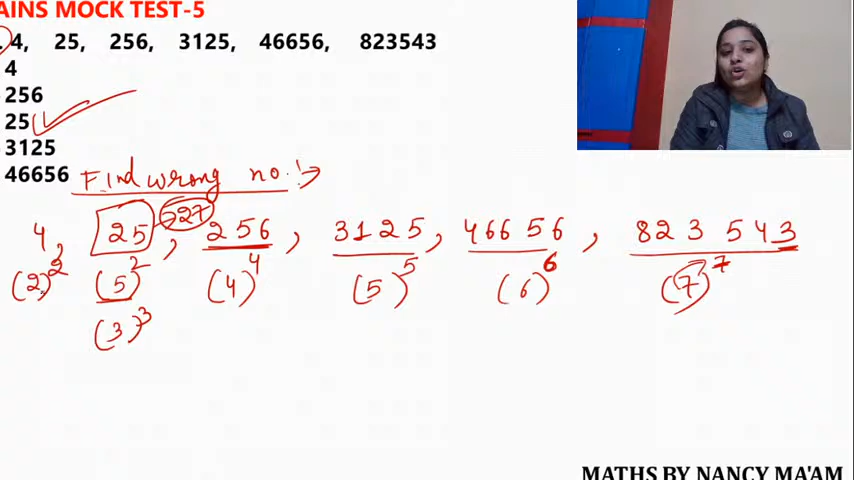 AINS MOCK TEST-5
4, 25, 256, 3125, 46656, 823543
4
256
25
3125
46656
Find wrong no.:→
4, 25 → 27, 256, 3125, 46656, 823543
(2)² (5)² (4)⁴ (5)⁵ (6)⁶ (7)⁷
(3)³
MATHS BY NANCY MA'AM